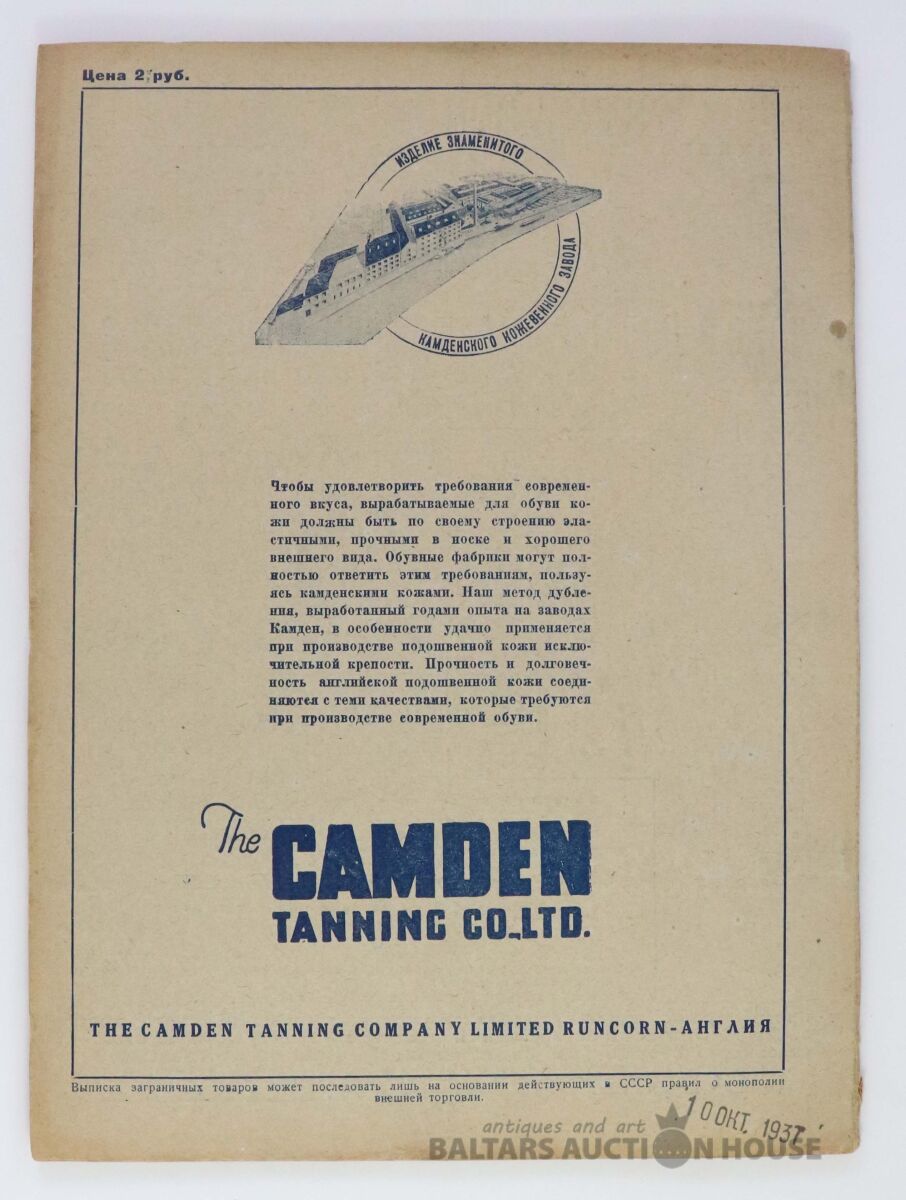 Цена 2 руб.
ИЗДЕЛИЕ ЗНАМЕНИТОГО
КАМДЕНСКОГО КОЖЕВЕННОГО ЗАВОДА
Чтобы удовлетворить требования современ-
ного вкуса, вырабатываемые для обуви ко-
жи должны быть по своему строению эла-
стичными, прочными в носке и хорошего
внешнего вида. Обувные фабрики могут пол-
ностью ответить этим требованиям, пользу-
ясь камденскими кожами. Наш метод дубле-
ния, выработанный годами опыта на заводах
Камден, в особенности удачно применяется
при производстве подошвенной кожи исклю-
чительной крепости. Прочность и долговеч-
ность английской подошвенной кожи соеди-
няются с теми качествами, которые требуются
при производстве современной обуви.
The CAMDEN
TANNING CO. LTD.
THE CAMDEN TANNING COMPANY LIMITED RUNCORN-АНГЛИЯ
Выписка заграничных товаров может последовать лишь на основании действующих в СССР правил о монополии
внешней торговли.
10 ОКТ. 1937
antiques and art
BALTARS AUCTION HOUSE